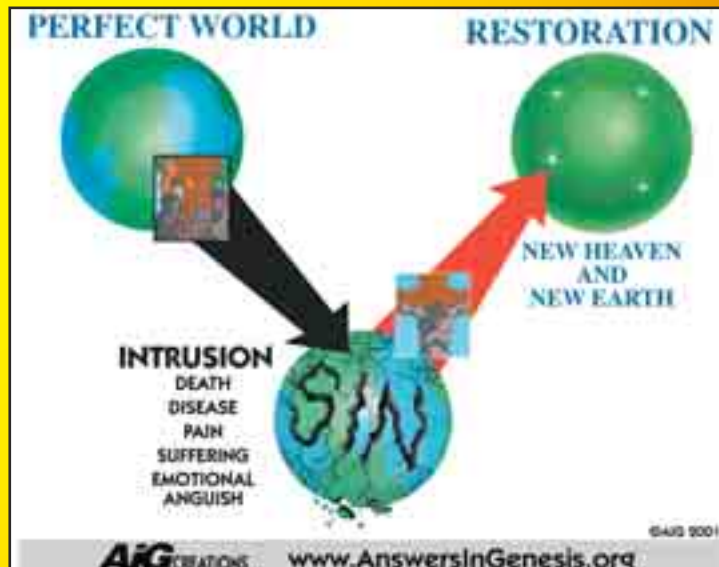 PERFECT WORLD
RESTORATION
NEW HEAVEN
AND
NEW EARTH
INTRUSION
DEATH
DISEASE
PAIN
SUFFERING
EMOTIONAL
ANGUISH
SIN
©AiG 2001
AiG CREATIONS www.AnswersInGenesis.org